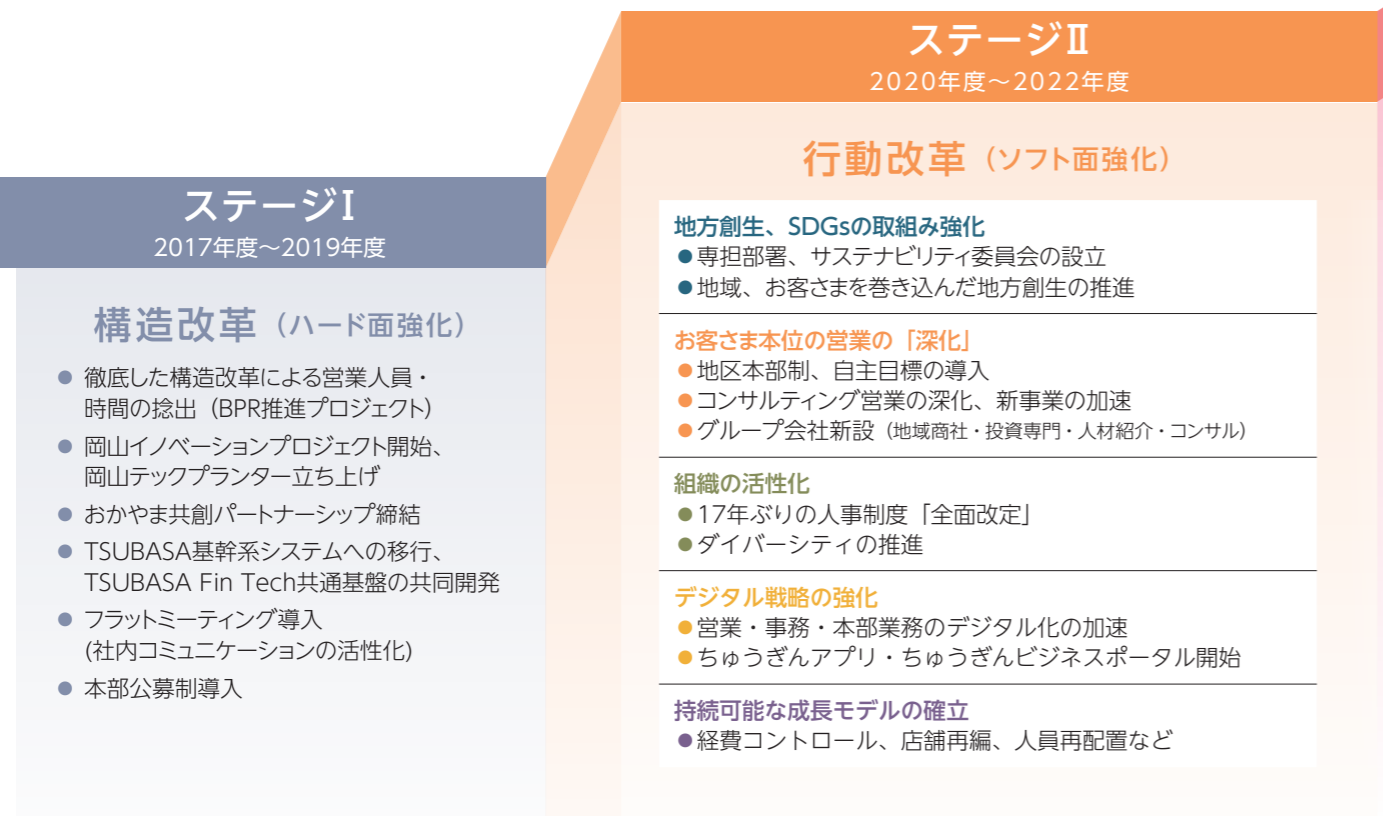 ステージⅠ
2017年度～2019年度
構造改革（ハード面強化）
● 徹底した構造改革による営業人員・
時間の捻出（BPR推進プロジェクト）
● 岡山イノベーションプロジェクト開始、
岡山テックプランター立ち上げ
● おかやま共創パートナーシップ締結
● TSUBASA基幹系システムへの移行、
TSUBASA Fin Tech共通基盤の共同開発
● フラットミーティング導入
(社内コミュニケーションの活性化)
● 本部公募制導入
ステージⅡ
2020年度～2022年度
行動改革（ソフト面強化）
地方創生、SDGsの取組み強化
●専担部署、サステナビリティ委員会の設立
●地域、お客さまを巻き込んだ地方創生の推進
お客さま本位の営業の「深化」
●地区本部制、自主目標の導入
●コンサルティング営業の深化、新事業の加速
●グループ会社新設（地域商社・投資専門・人材紹介・コンサル）
組織の活性化
●17年ぶりの人事制度「全面改定」
●ダイバーシティの推進
デジタル戦略の強化
●営業・事務・本部業務のデジタル化の加速
●ちゅうぎんアプリ・ちゅうぎんビジネスポータル開始
持続可能な成長モデルの確立
●経費コントロール、店舗再編、人員再配置など